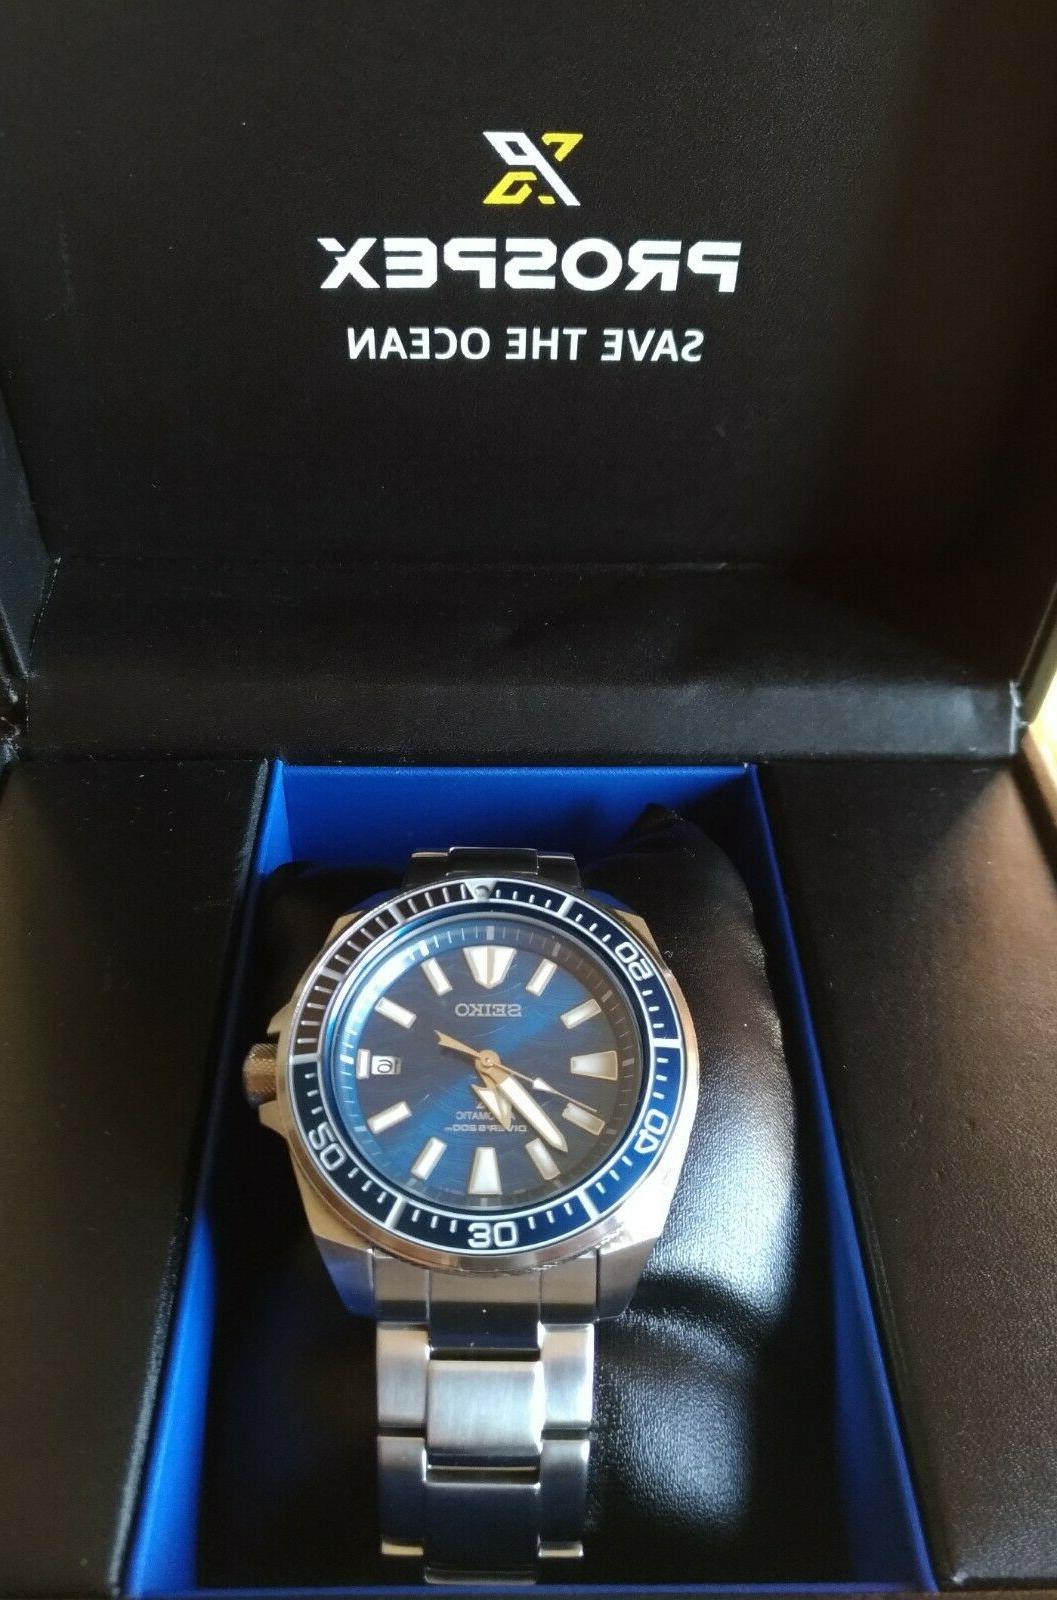 PROSPEX
SAVE THE OCEAN
20
SEIKO
AUTOMATIC
DIVER'S 200m
40
50
30